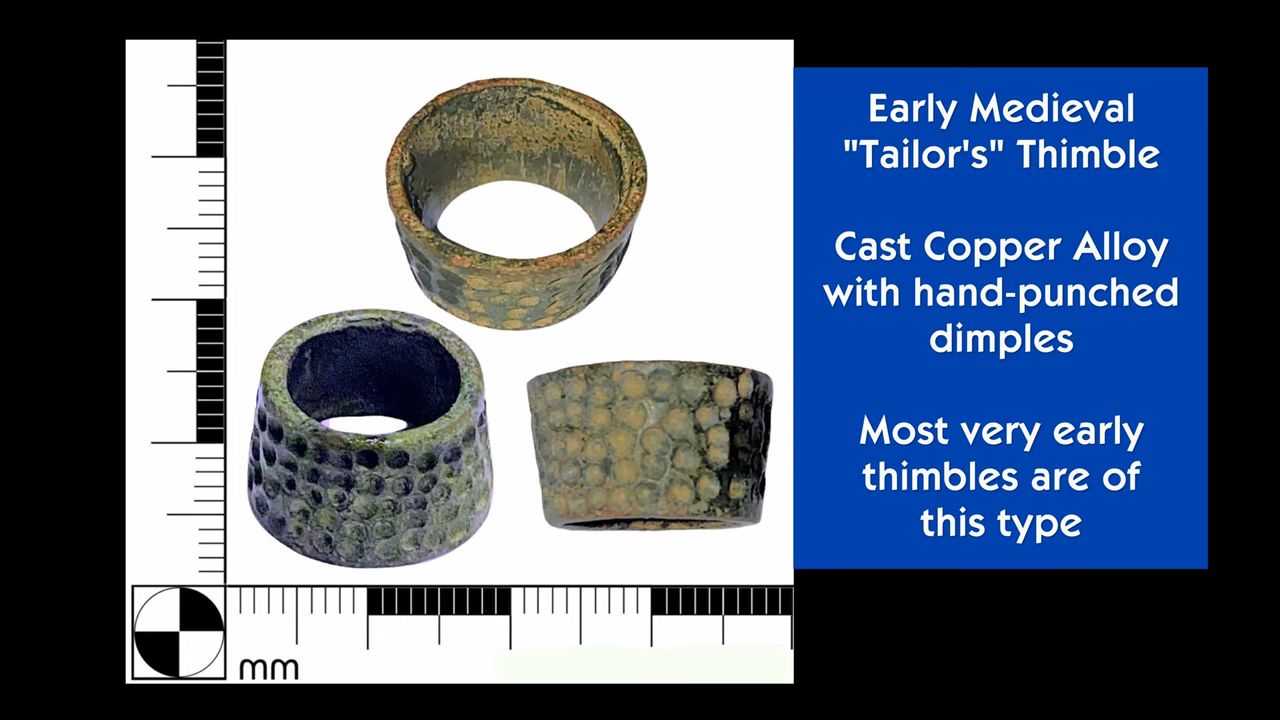 Early Medieval
"Tailor's" Thimble
Cast Copper Alloy
with hand-punched
dimples
Most very early
thimbles are of
this type
mm